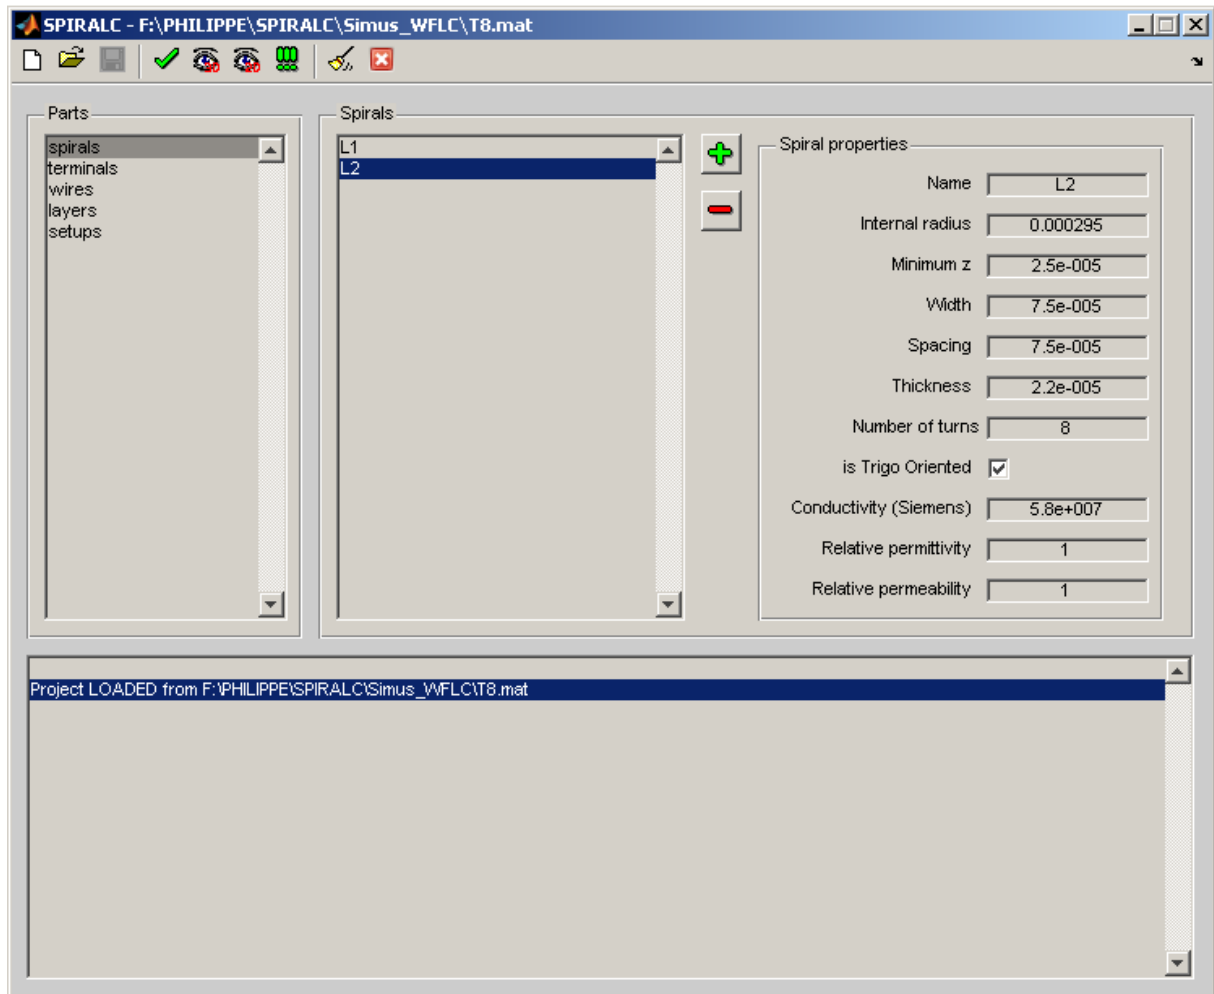 SPIRALC - F:\PHILIPPE\SPIRALC\Simus_WFLC\T8.mat
Parts
spirals
terminals
wires
layers
setups
Spirals
L1
L2
Spiral properties
Name L2
Internal radius 0.000295
Minimum z 2.5e-005
Width 7.5e-005
Spacing 7.5e-005
Thickness 2.2e-005
Number of turns 8
is Trigo Oriented
Conductivity (Siemens) 5.8e+007
Relative permittivity 1
Relative permeability 1
Project LOADED from F:\PHILIPPE\SPIRALC\Simus_WFLC\T8.mat